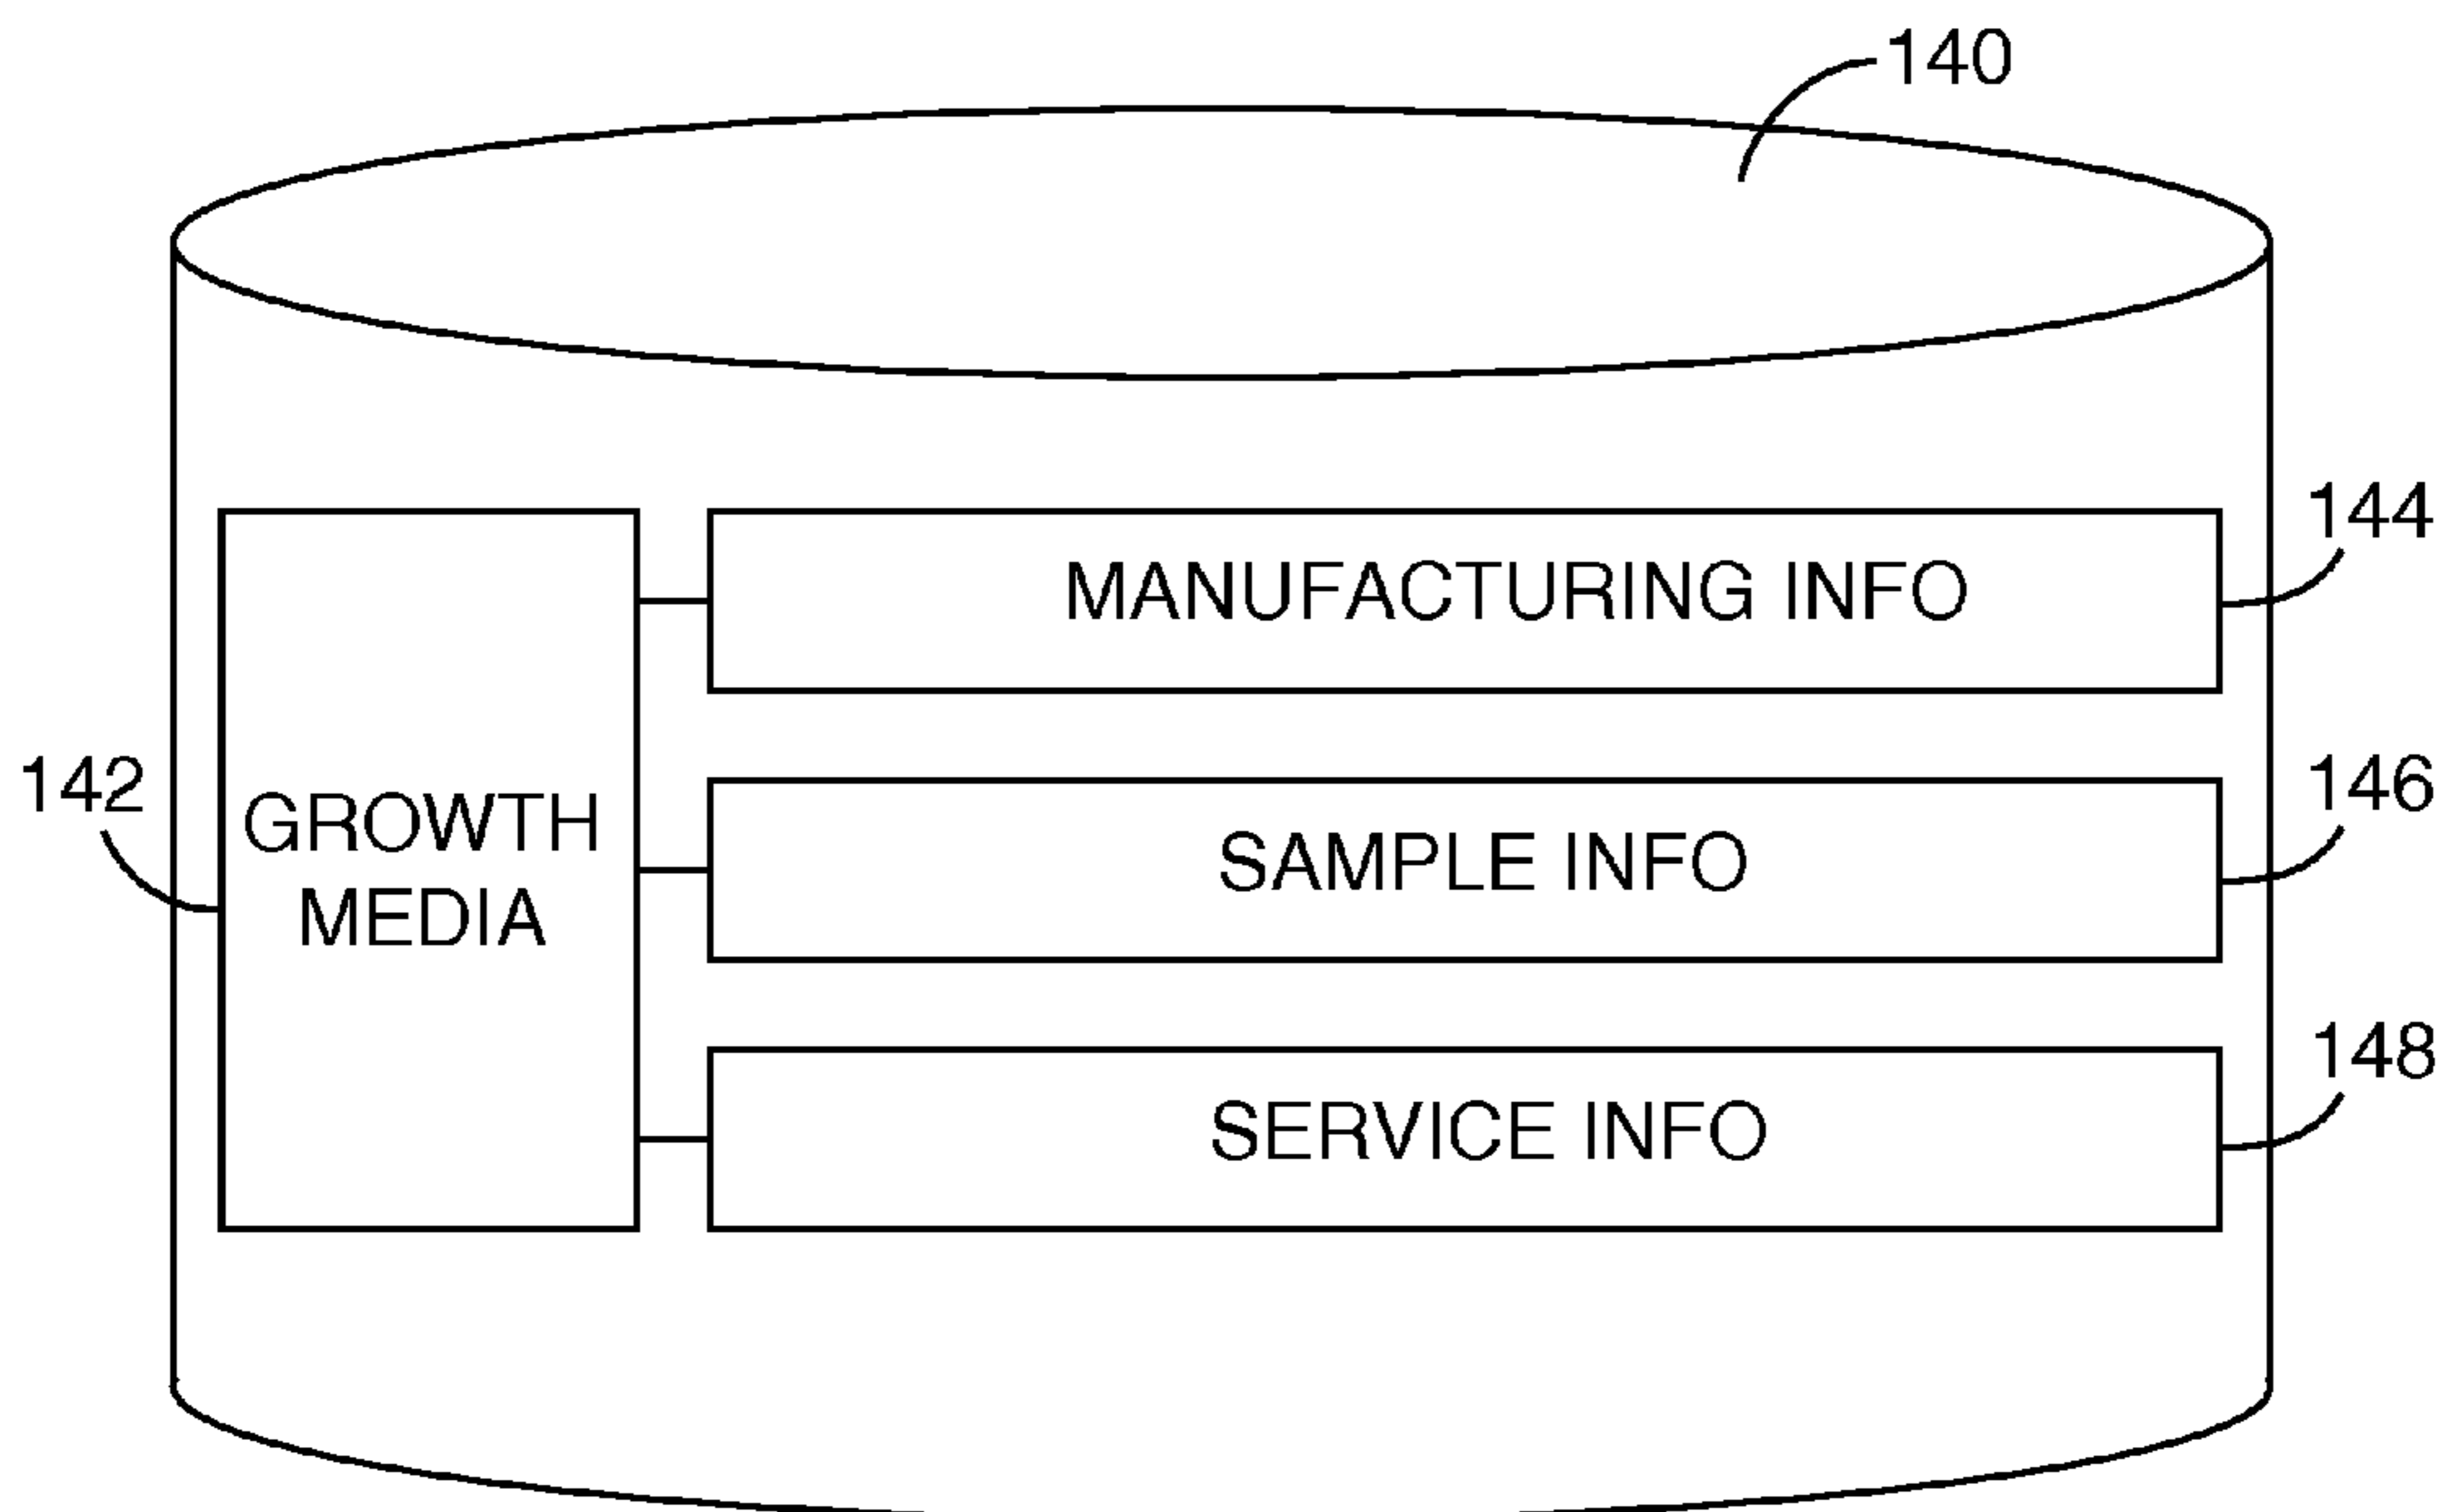 140
144
MANUFACTURING INFO
142
GROWTH
MEDIA
146
SAMPLE INFO
148
SERVICE INFO